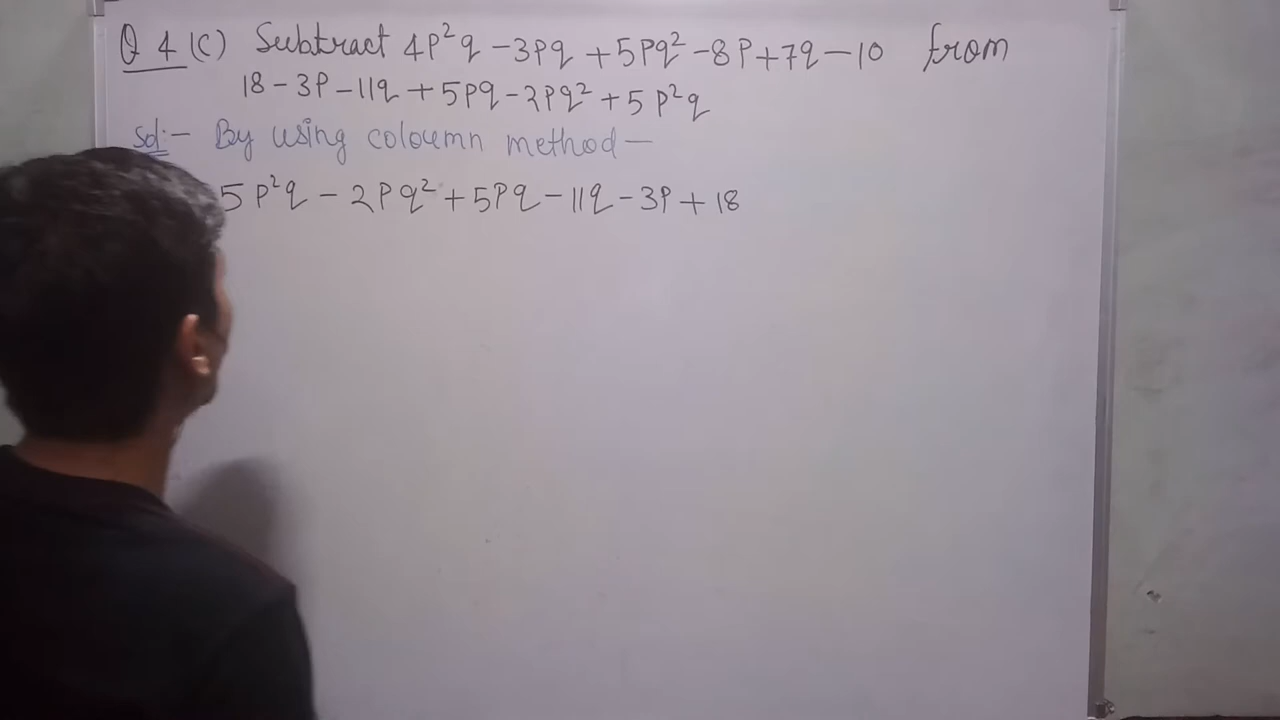 Q 4 (C) Subtract 4P²q - 3Pq + 5Pq² - 8P + 7q - 10 from
18 - 3P - 11q + 5Pq - 2Pq² + 5P²q
Sol:- By using coloumn method -
5P²q - 2Pq² + 5Pq - 11q - 3P + 18